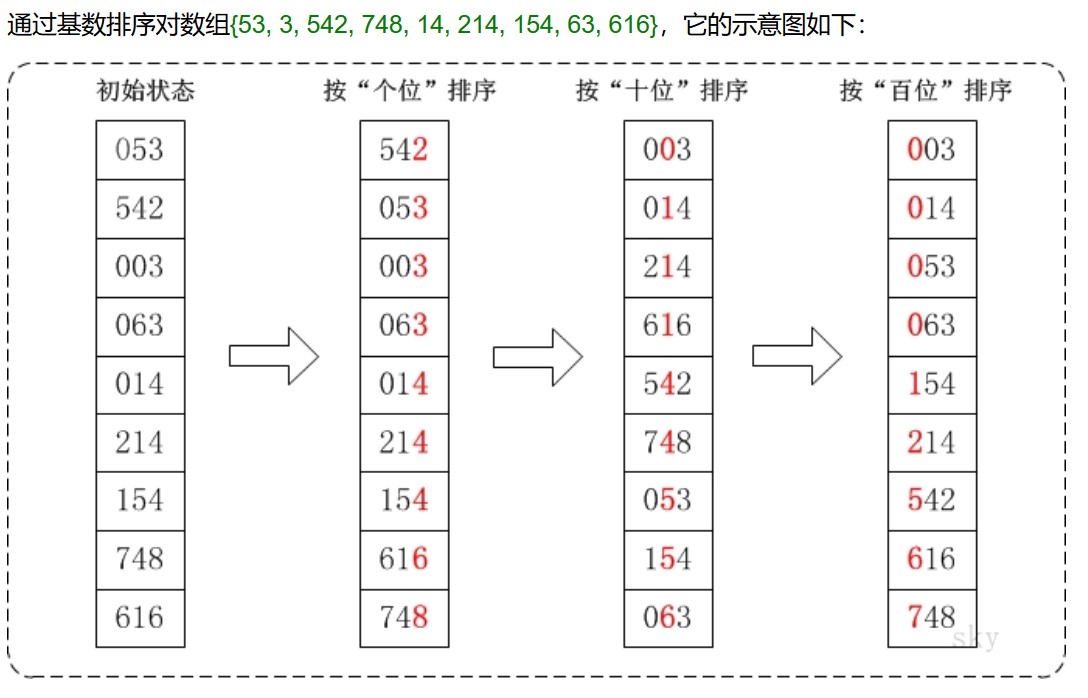 通过基数排序对数组{53, 3, 542, 748, 14, 214, 154, 63, 616}，它的示意图如下：
初始状态 按“个位”排序 按“十位”排序 按“百位”排序
053 542 003 003
542 053 014 014
003 003 214 053
063 063 616 063
014 014 542 154
214 214 748 214
154 154 053 542
748 616 154 616
616 748 063 748
sky